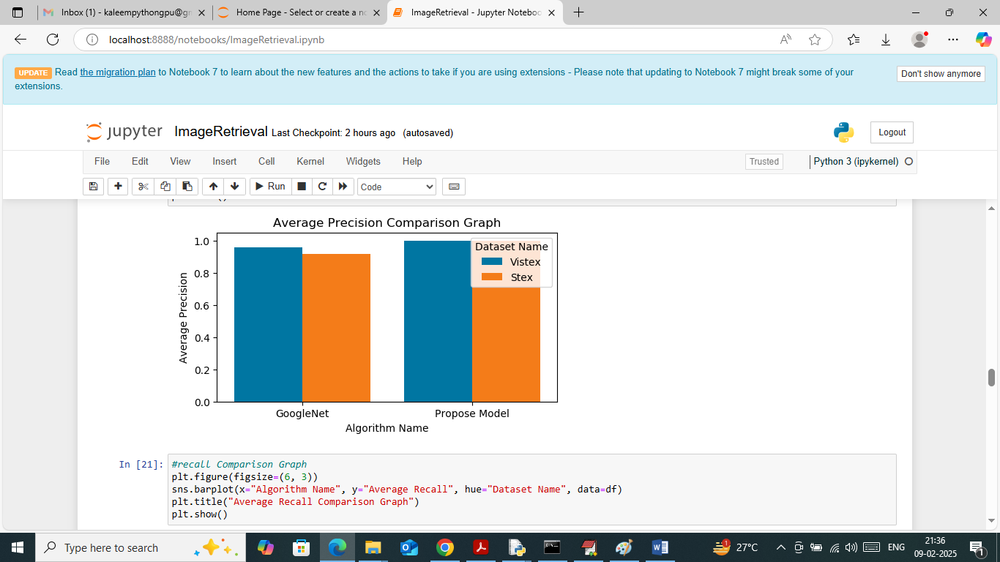 Inbox (1) - kaleempythongpu@gn
Home Page - Select or create a no
ImageRetrieval - Jupyter Notebook
localhost:8888/notebooks/ImageRetrieval.ipynb
UPDATE Read the migration plan to Notebook 7 to learn about the new features and the actions to take if you are using extensions - Please note that updating to Notebook 7 might break some of your
extensions.
Don't show anymore
jupyter ImageRetrieval Last Checkpoint: 2 hours ago (autosaved)
Logout
File Edit View Insert Cell Kernel Widgets Help
Trusted
Python 3 (ipykernel)
Run
Code
Average Precision Comparison Graph
Dataset Name
Vistex
Stex
1.0
0.8
0.6
0.4
0.2
0.0
Average Precision
GoogleNet
Propose Model
Algorithm Name
In [21]:
#recall Comparison Graph
plt.figure(figsize=(6, 3))
sns.barplot(x="Algorithm Name", y="Average Recall", hue="Dataset Name", data=df)
plt.title("Average Recall Comparison Graph")
plt.show()
Type here to search
1
27°C
ENG
21:36
09-02-2025
1